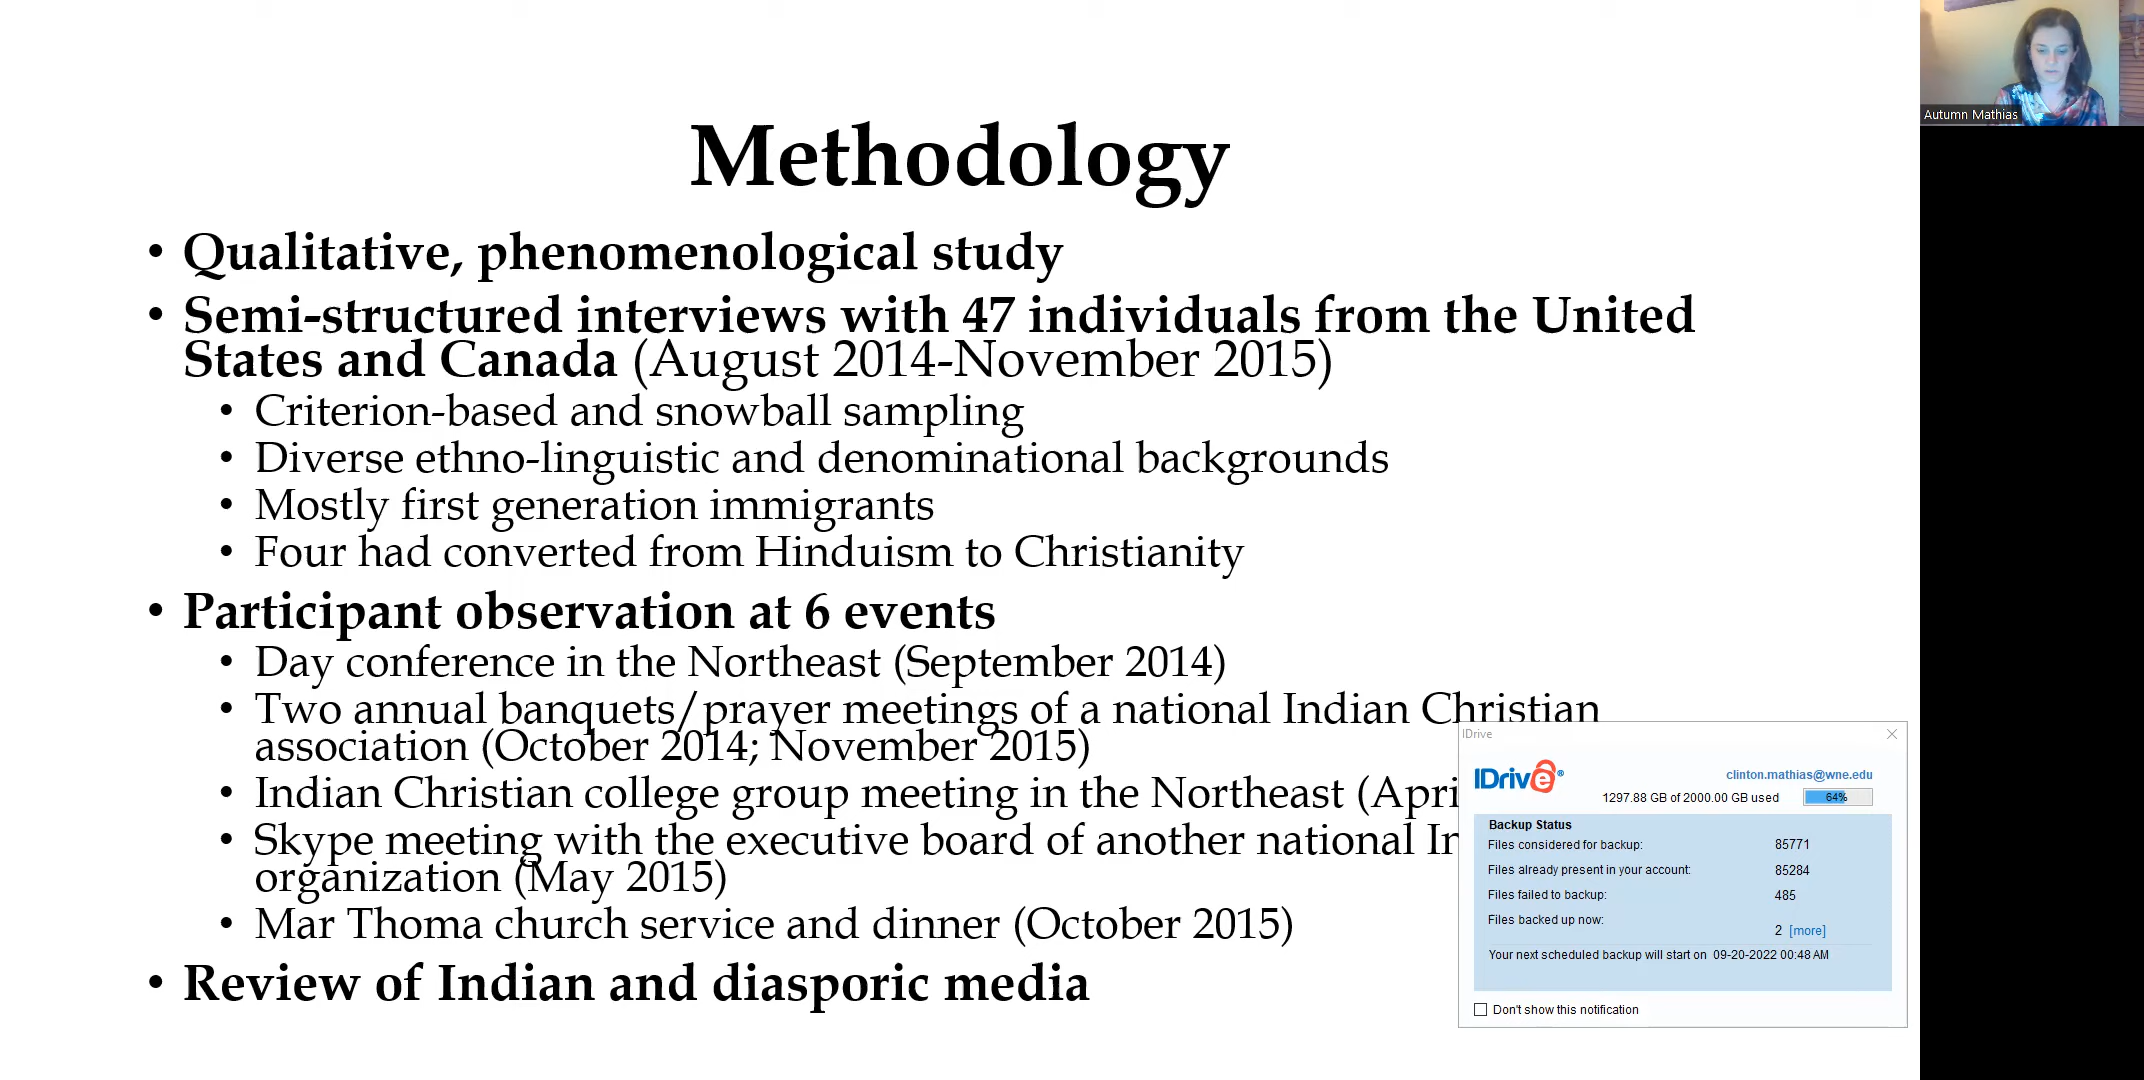 Methodology
• Qualitative, phenomenological study
• Semi-structured interviews with 47 individuals from the United
States and Canada (August 2014-November 2015)
• Criterion-based and snowball sampling
• Diverse ethno-linguistic and denominational backgrounds
• Mostly first generation immigrants
• Four had converted from Hinduism to Christianity
• Participant observation at 6 events
• Day conference in the Northeast (September 2014)
• Two annual banquets/prayer meetings of a national Indian Christian
association (October 2014; November 2015)
• Indian Christian college group meeting in the Northeast
• Skype meeting with the executive board of another national
organization (May 2015)
• Mar Thoma church service and dinner (October 2015)
• Review of Indian and diasporic media
Autumn Mathias
IDrive
IDrive®
clinton.mathias@wne.edu
1297.88 GB of 2000.00 GB used 64%
Backup Status
Files considered for backup: 85771
Files already present in your account: 85284
Files failed to backup: 485
Files backed up now:
2 [more]
Your next scheduled backup will start on 09-20-2022 00:48 AM
Don't show this notification